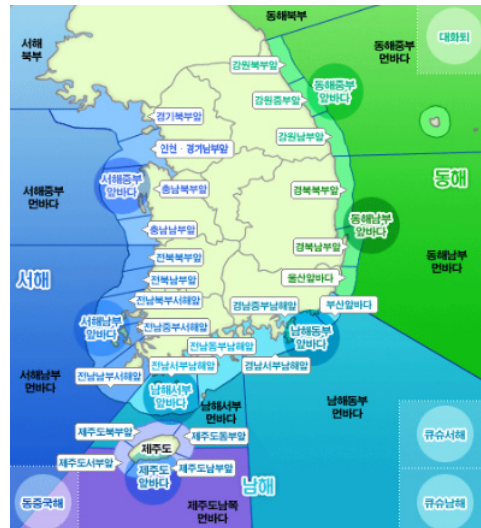 동해북부
대화퇴
서해
북부
동해중부
먼바다
강원북부앞
동해중부
앞바다
강원중부앞
경기북부앞
강원남부앞
인천·경기남부앞
서해중부
앞바다
서해중부
먼바다
충남북부앞
경북북부앞
동해
동해남부
앞바다
충남남부앞
경북남부앞
동해남부
먼바다
전북북부앞
서해
전북남부앞
울산앞바다
전남북부서해앞
경남중부남해앞
부산앞바다
서해남부
앞바다
전남중부서해앞
남해동부
앞바다
전남동부남해앞
전남서부남해앞
경남서부남해앞
서해남부
먼바다
전남남부서해앞
남해서부
앞바다
남해서부
먼바다
남해동부
먼바다
제주도북부앞
제주도동부앞
제주도
큐슈서해
제주도서부앞
제주도남부앞
제주도
앞바다
남해
동중국해
제주도남쪽
먼바다
큐슈남해